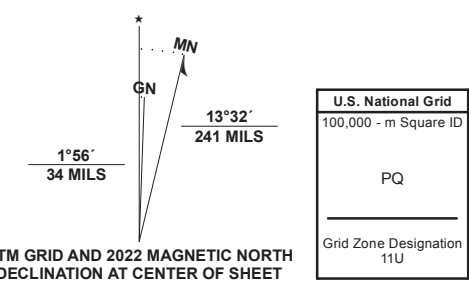 ★
MN
GN
13°32´
241 MILS
1°56´
34 MILS
TM GRID AND 2022 MAGNETIC NORTH
DECLINATION AT CENTER OF SHEET
U.S. National Grid
100,000 - m Square ID
PQ
Grid Zone Designation
11U